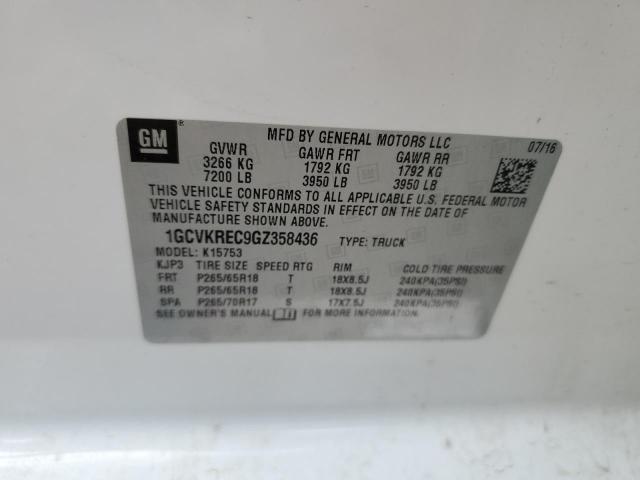 GM ®
MFD BY GENERAL MOTORS LLC 07/16
GVWR GAWR FRT GAWR RR
3266 KG 1792 KG 1792 KG
7200 LB 3950 LB 3950 LB
THIS VEHICLE CONFORMS TO ALL APPLICABLE U.S. FEDERAL MOTOR
VEHICLE SAFETY STANDARDS IN EFFECT ON THE DATE OF
MANUFACTURE SHOWN ABOVE.
1GCVKREC9GZ358436 TYPE: TRUCK
MODEL: K15753
KJP3 TIRE SIZE SPEED RTG RIM COLD TIRE PRESSURE
FRT P265/65R18 T 18X8.5J 240KPA(35PSI)
RR P265/65R18 T 18X8.5J 240KPA(35PSI)
SPA P265/70R17 S 17X7.5J 240KPA(35PSI)
SEE OWNER'S MANUAL FOR MORE INFORMATION.